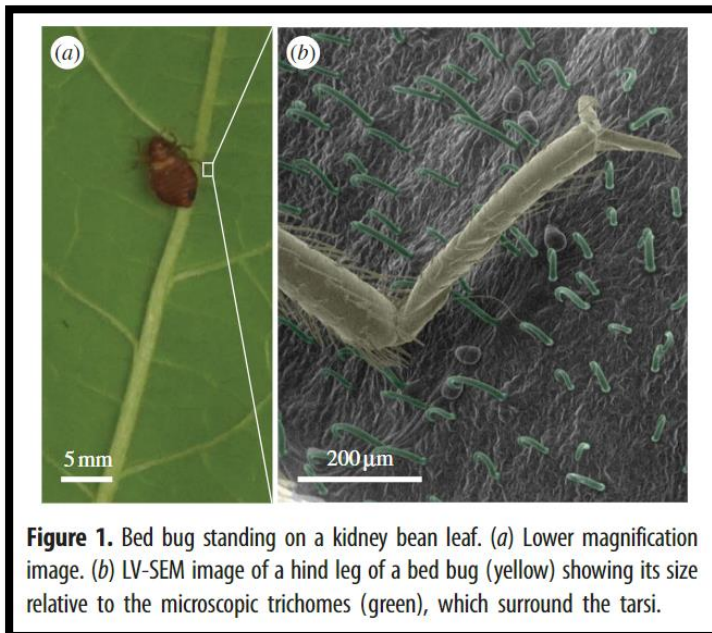 (a)
(b)
5 mm
200 µm
Figure 1. Bed bug standing on a kidney bean leaf. (a) Lower magnification
image. (b) LV-SEM image of a hind leg of a bed bug (yellow) showing its size
relative to the microscopic trichomes (green), which surround the tarsi.